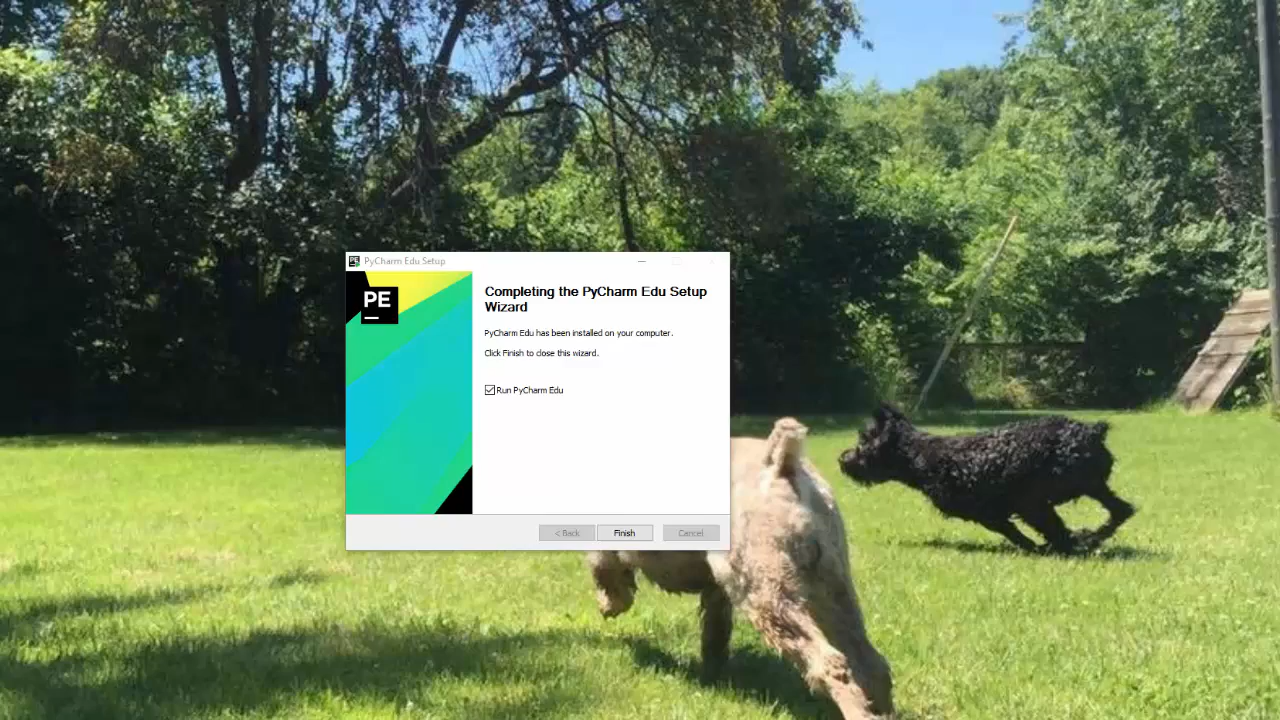 PyCharm Edu Setup
PE
Completing the PyCharm Edu Setup
Wizard
PyCharm Edu has been installed on your computer.
Click Finish to close this wizard.
Run PyCharm Edu
< Back
Finish
Cancel